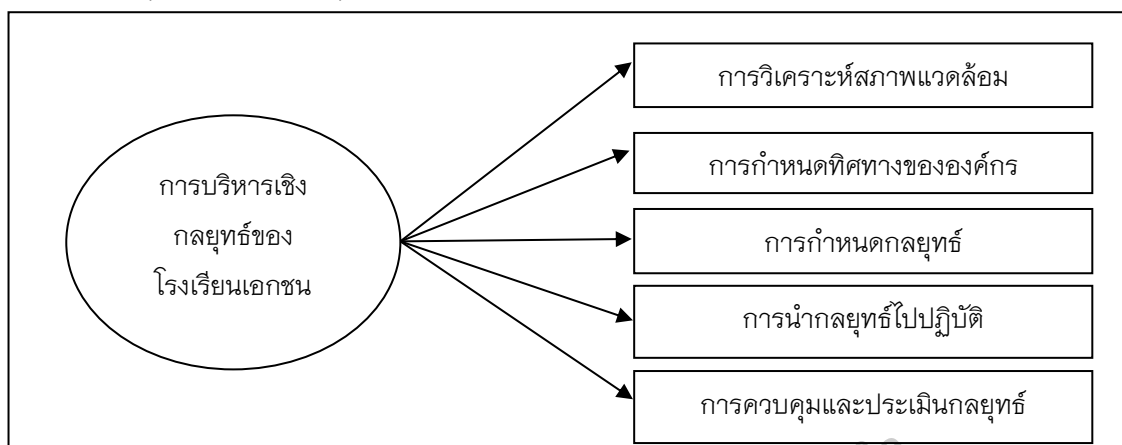 การบริหารเชิง
กลยุทธ์ของ
โรงเรียนเอกชน
การวิเคราะห์สภาพแวดล้อม
การกำหนดทิศทางขององค์กร
การกำหนดกลยุทธ์
การนำกลยุทธ์ไปปฏิบัติ
การควบคุมและประเมินกลยุทธ์